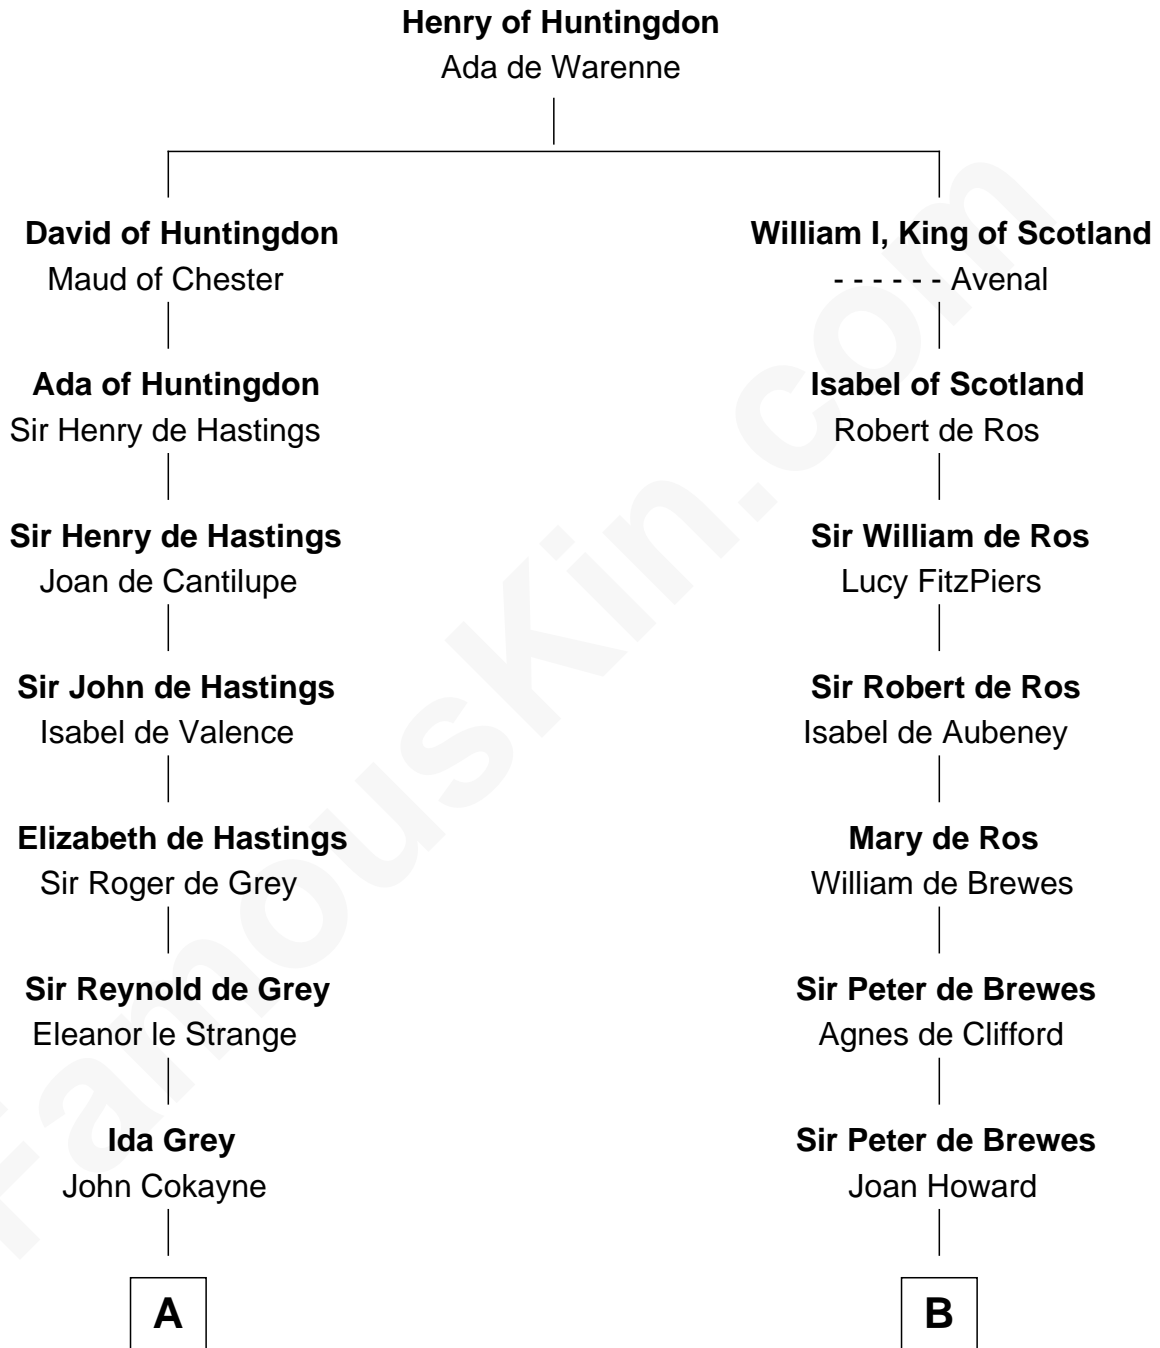 Henry of Huntingdon
Ada de Warenne
David of Huntingdon
Maud of Chester
William I, King of Scotland
- - - - - - Avenal
Ada of Huntingdon
Sir Henry de Hastings
Isabel of Scotland
Robert de Ros
Sir Henry de Hastings
Joan de Cantilupe
Sir William de Ros
Lucy FitzPiers
Sir John de Hastings
Isabel de Valence
Sir Robert de Ros
Isabel de Aubeney
Elizabeth de Hastings
Sir Roger de Grey
Mary de Ros
William de Brewes
Sir Reynold de Grey
Eleanor le Strange
Sir Peter de Brewes
Agnes de Clifford
Ida Grey
John Cokayne
Sir Peter de Brewes
Joan Howard
A
B
FamousKin.com